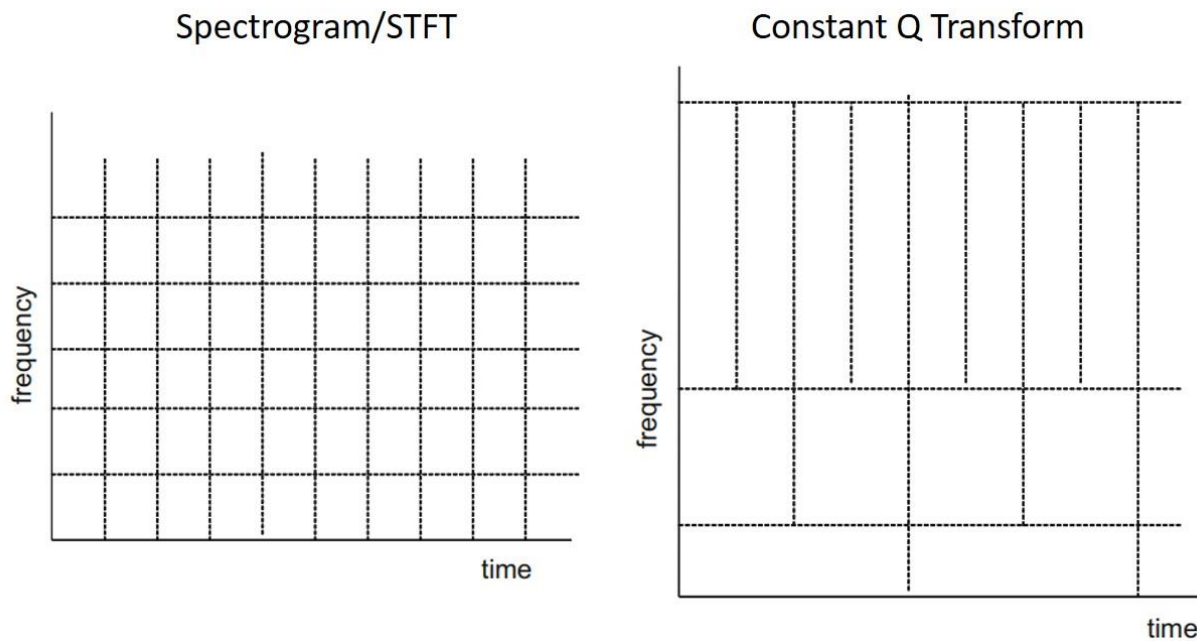 Spectrogram/STFT
Constant Q Transform
frequency
time
frequency
time